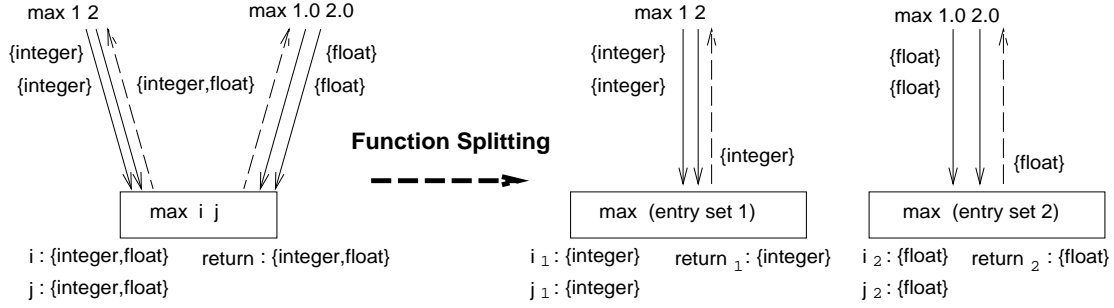 max 1 2
max 1.0 2.0
{integer}
{integer}
{integer,float}
{float}
{float}
max i j
i : {integer,float}
j : {integer,float}
return : {integer,float}
Function Splitting
max 1 2
{integer}
{integer}
{integer}
max (entry set 1)
i 1 : {integer}
j 1 : {integer}
return 1 : {integer}
max 1.0 2.0
{float}
{float}
{float}
max (entry set 2)
i 2 : {float}
j 2 : {float}
return 2 : {float}